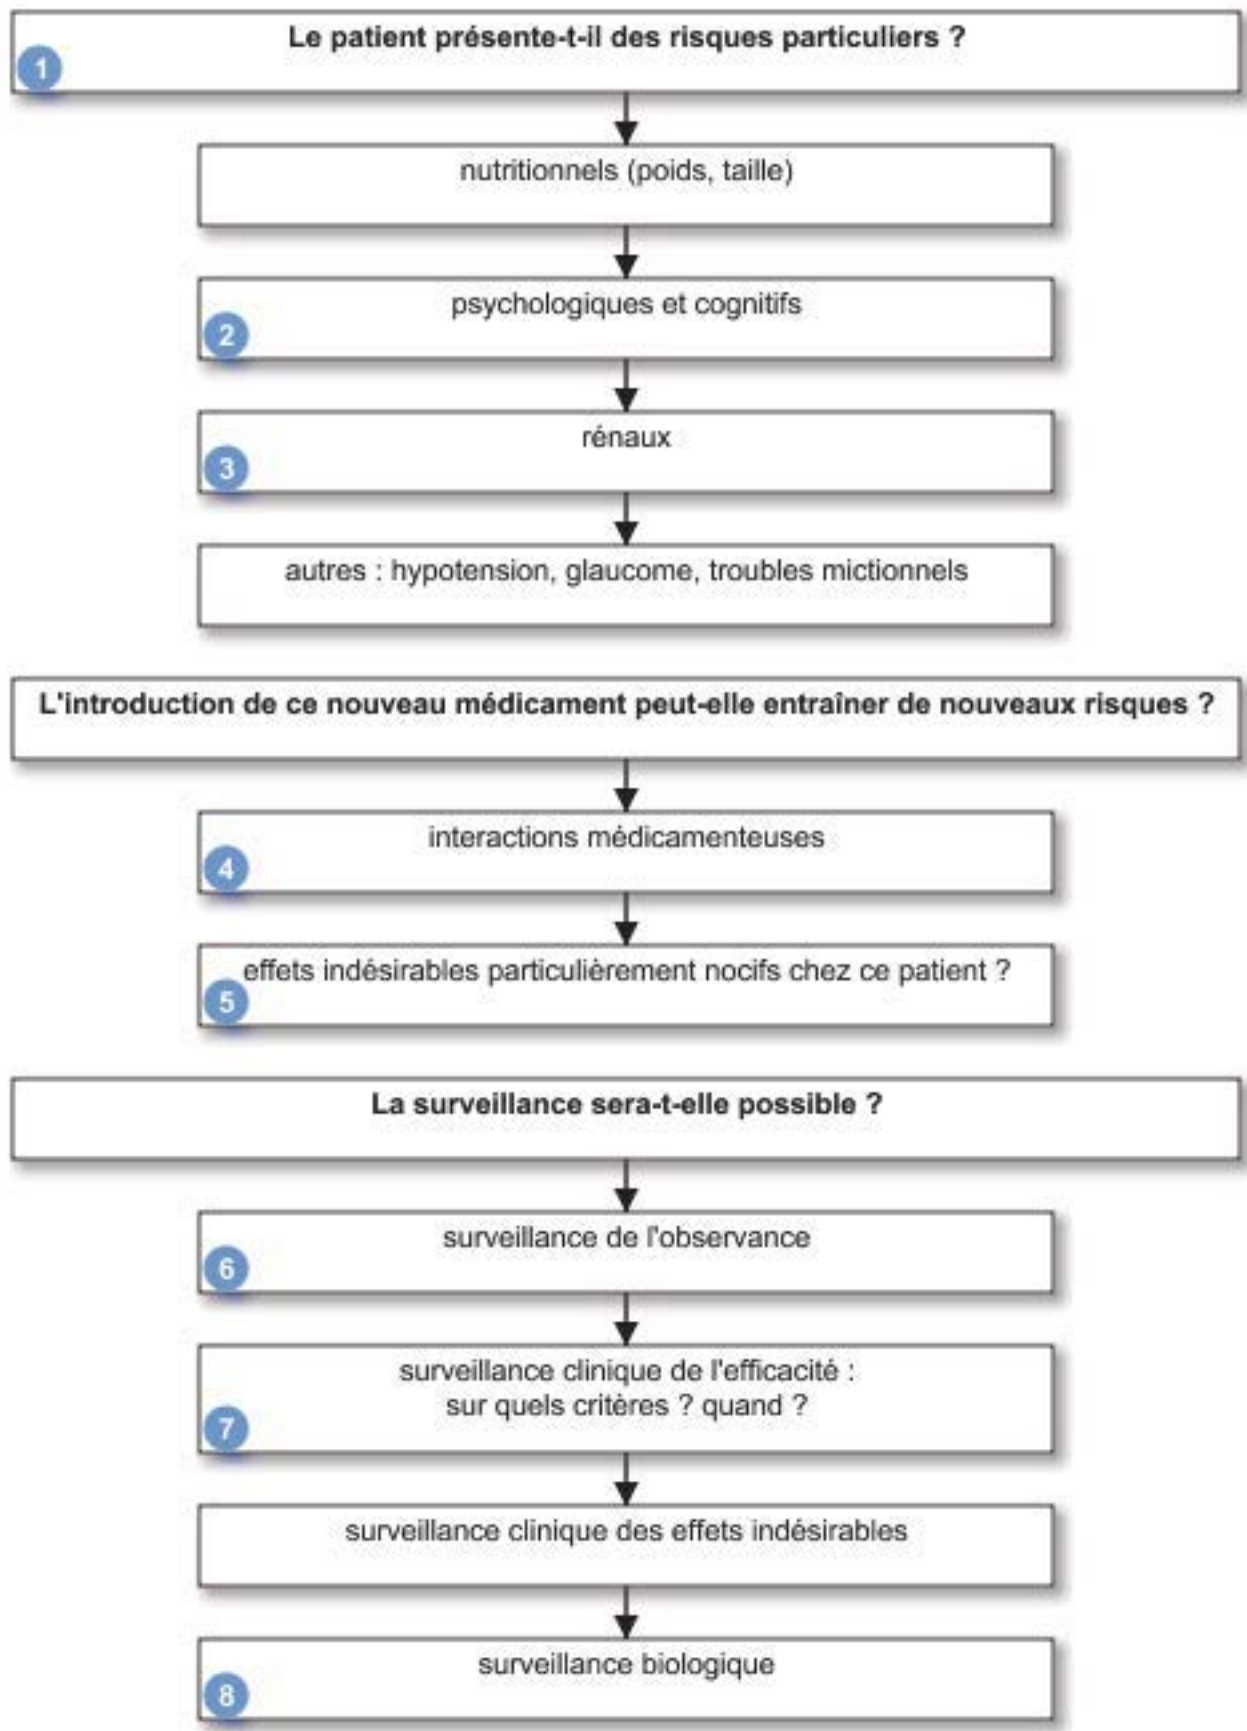 Le patient présente-t-il des risques particuliers ?
1
nutritionnels (poids, taille)
psychologiques et cognitifs
2
rénaux
3
autres : hypotension, glaucome, troubles mictionnels
L'introduction de ce nouveau médicament peut-elle entraîner de nouveaux risques ?
interactions médicamenteuses
4
effets indésirables particulièrement nocifs chez ce patient ?
5
La surveillance sera-t-elle possible ?
surveillance de l'observance
6
surveillance clinique de l'efficacité :
sur quels critères ? quand ?
7
surveillance clinique des effets indésirables
surveillance biologique
8